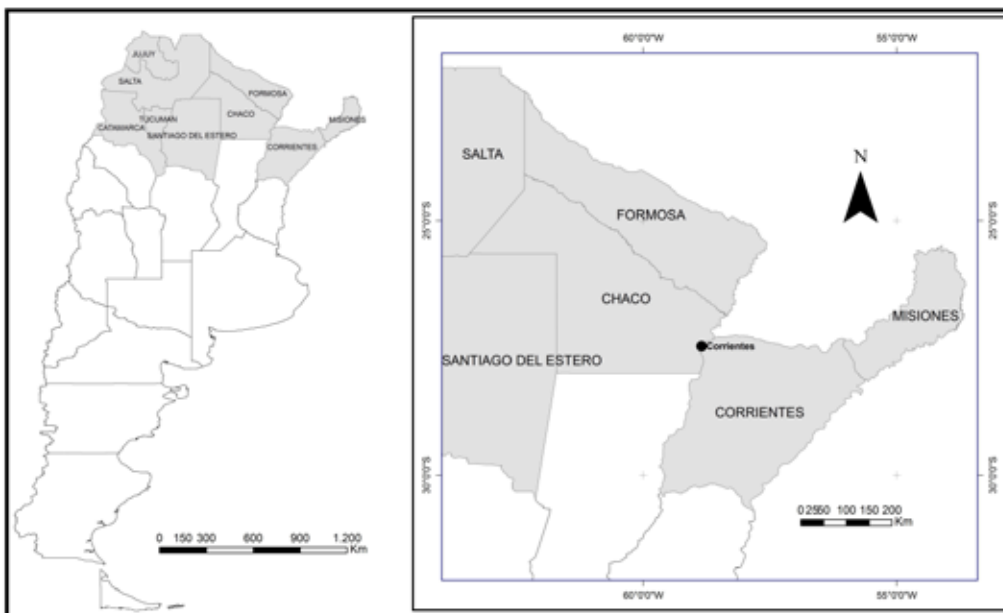 JUJUY
SALTA
FORMOSA
CHACO
TUCUMAN
MISIONES
CATAMARCA
SANTIAGO DEL ESTERO
CORRIENTES
0 150 300 600 900 1.200
Km
60°0'0"W 55°0'0"W
SALTA
N
FORMOSA
25°0'0"S 25°0'0"S
CHACO
MISIONES
Corrientes
SANTIAGO DEL ESTERO
CORRIENTES
30°0'0"S 30°0'0"S
0 25 50 100 150 200
Km
60°0'0"W 55°0'0"W